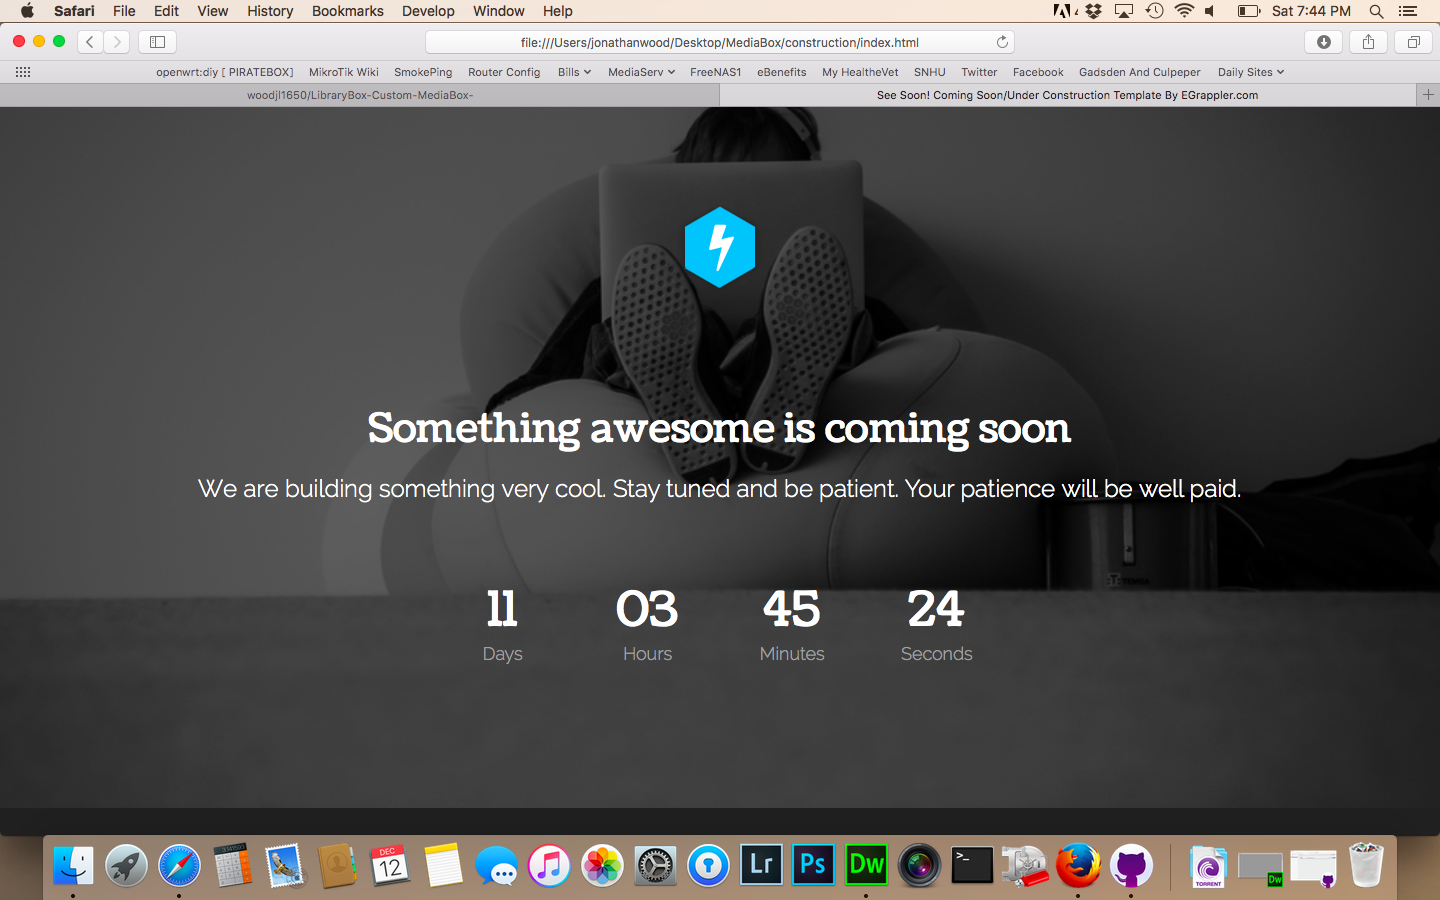 Safari File Edit View History Bookmarks Develop Window Help
4
Sat 7:44 PM
file:///Users/jonathanwood/Desktop/MediaBox/construction/index.html
openwrt:diy [ PIRATEBOX] MikroTik Wiki SmokePing Router Config Bills MediaServ FreeNAS1 eBenefits My HealtheVet SNHU Twitter Facebook Gadsden And Culpeper Daily Sites
woodjl1650/LibraryBox-Custom-MediaBox-
See Soon! Coming Soon/Under Construction Template By EGrappler.com
Something awesome is coming soon
We are building something very cool. Stay tuned and be patient. Your patience will be well paid.
11 03 45 24
Days Hours Minutes Seconds
DEC
12
Lr Ps Dw
>_
TORRENT
Dw